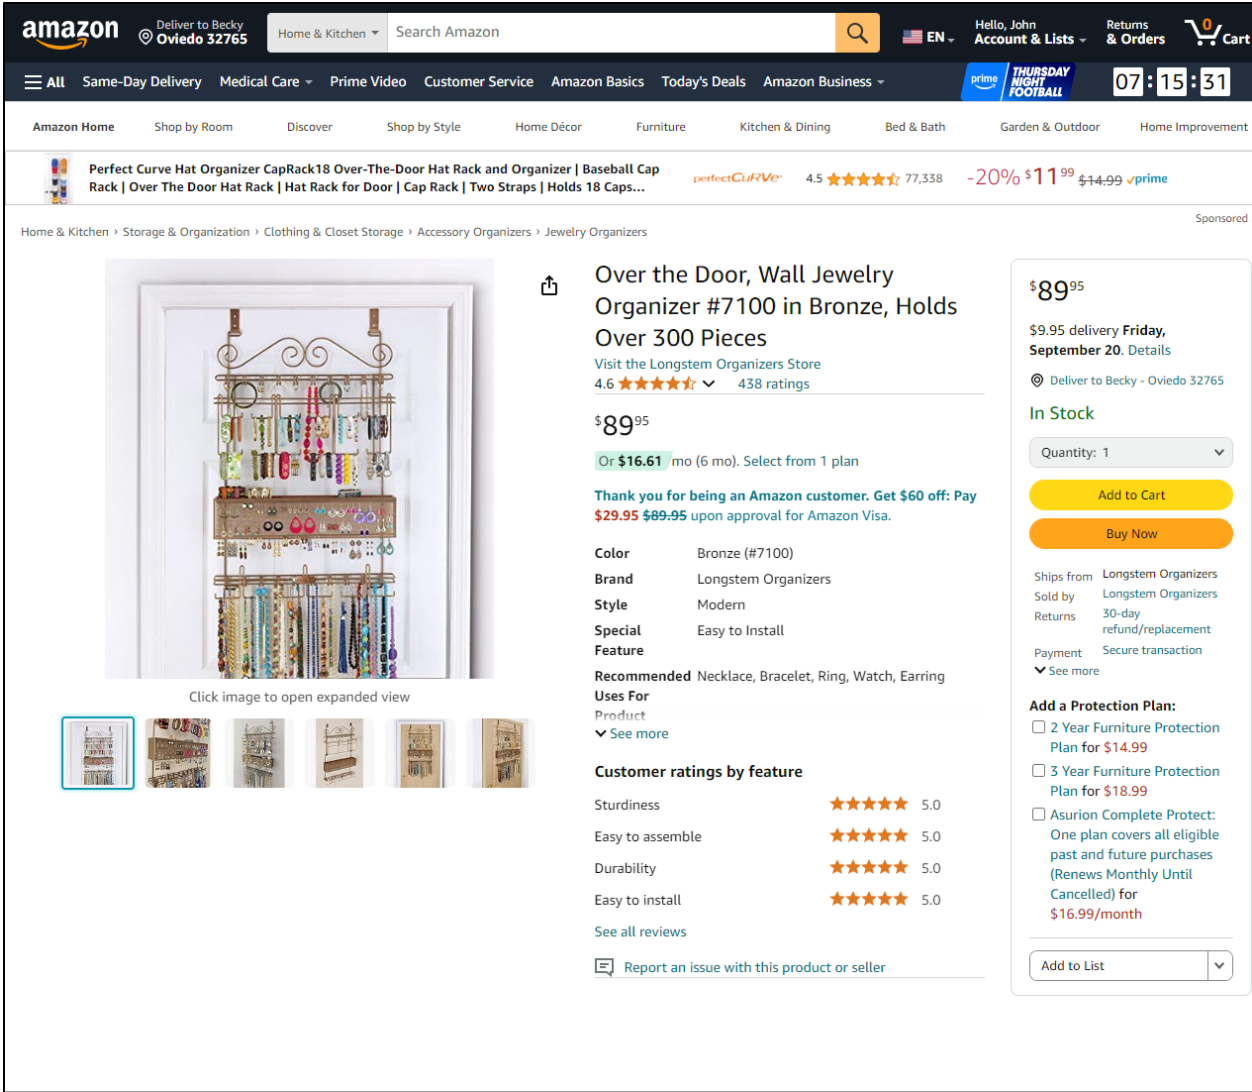 amazon
Deliver to Becky
Oviedo 32765
Home & Kitchen
Search Amazon
EN
Hello, John
Account & Lists
Returns
& Orders
0
Cart
All
Same-Day Delivery
Medical Care
Prime Video
Customer Service
Amazon Basics
Today's Deals
Amazon Business
prime
THURSDAY
NIGHT
FOOTBALL
07 : 15 : 31
Amazon Home
Shop by Room
Discover
Shop by Style
Home Décor
Furniture
Kitchen & Dining
Bed & Bath
Garden & Outdoor
Home Improvement
Perfect Curve Hat Organizer CapRack18 Over-The-Door Hat Rack and Organizer | Baseball Cap
Rack | Over The Door Hat Rack | Hat Rack for Door | Cap Rack | Two Straps | Holds 18 Caps...
perfectCuRVe
4.5
77,338
-20% $11 99 $14.99 prime
Sponsored
Home & Kitchen › Storage & Organization › Clothing & Closet Storage › Accessory Organizers › Jewelry Organizers
Click image to open expanded view
Over the Door, Wall Jewelry
Organizer #7100 in Bronze, Holds
Over 300 Pieces
Visit the Longstem Organizers Store
4.6
438 ratings
$89 95
Or $16.61 /mo (6 mo). Select from 1 plan
Thank you for being an Amazon customer. Get $60 off: Pay
$29.95 $89.95 upon approval for Amazon Visa.
Color Bronze (#7100)
Brand Longstem Organizers
Style Modern
Special Easy to Install
Feature
Recommended Necklace, Bracelet, Ring, Watch, Earring
Uses For
Product
See more
Customer ratings by feature
Sturdiness 5.0
Easy to assemble 5.0
Durability 5.0
Easy to install 5.0
See all reviews
Report an issue with this product or seller
$89 95
$9.95 delivery Friday,
September 20. Details
Deliver to Becky - Oviedo 32765
In Stock
Quantity: 1
Add to Cart
Buy Now
Ships from Longstem Organizers
Sold by Longstem Organizers
Returns 30-day
refund/replacement
Payment Secure transaction
See more
Add a Protection Plan:
2 Year Furniture Protection
Plan for $14.99
3 Year Furniture Protection
Plan for $18.99
Asurion Complete Protect:
One plan covers all eligible
past and future purchases
(Renews Monthly Until
Cancelled) for
$16.99/month
Add to List